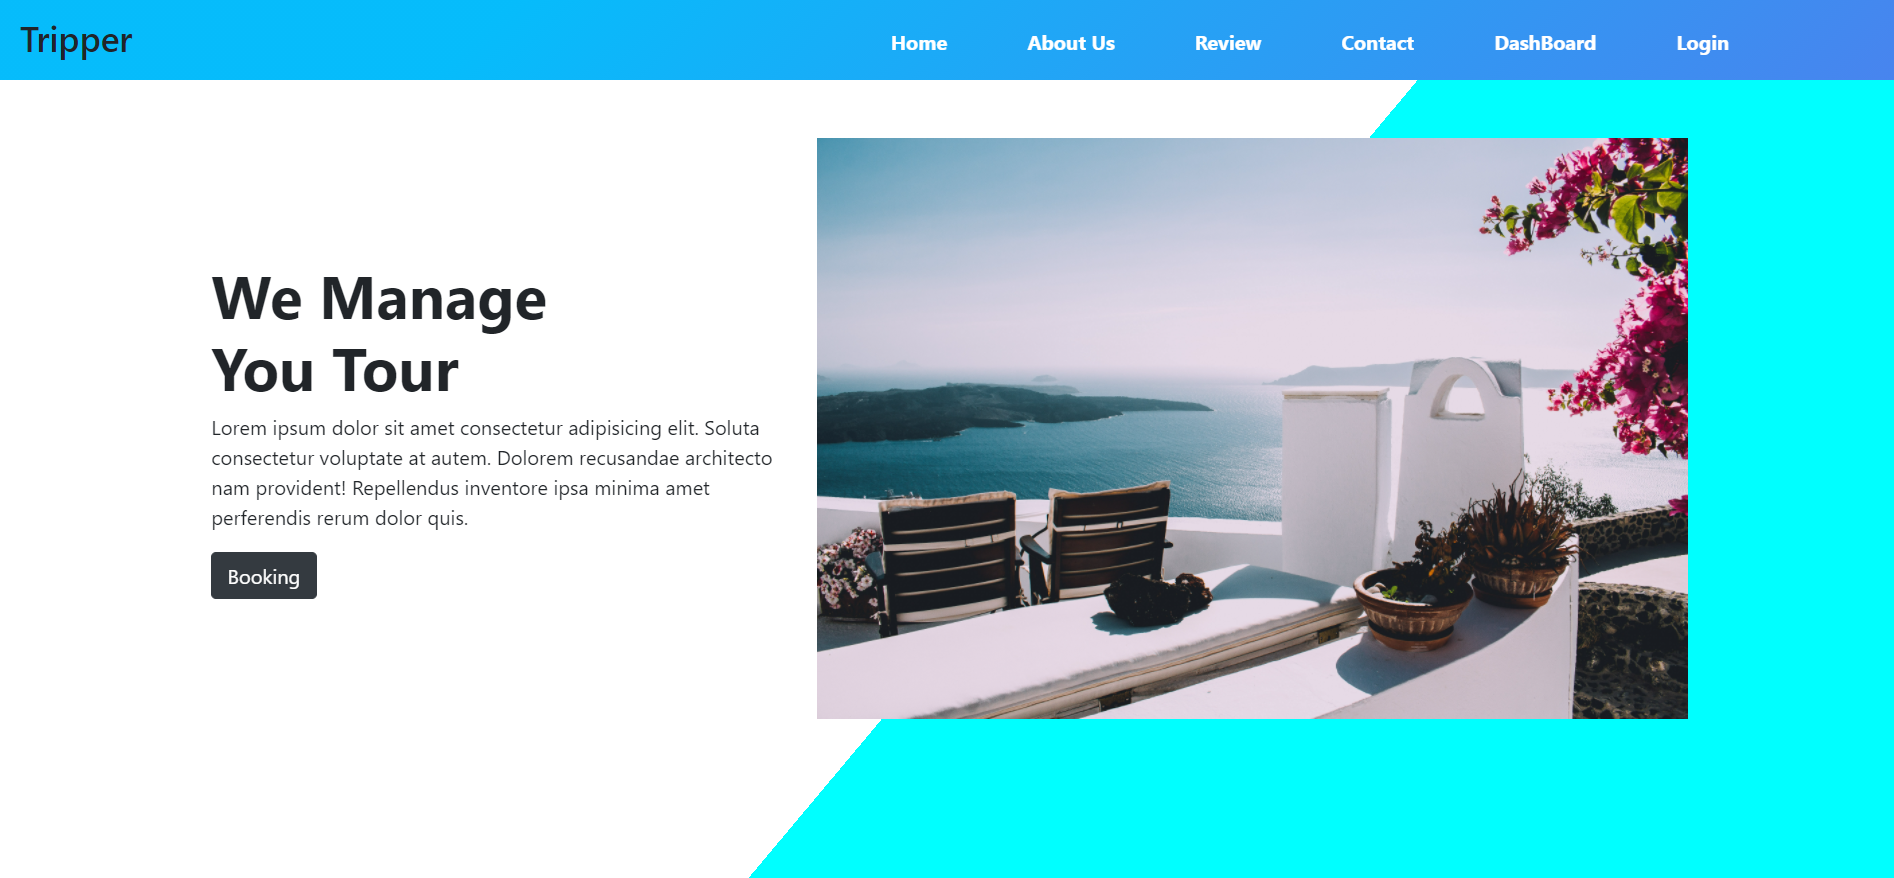 Tripper
Home About Us Review Contact DashBoard Login
We Manage
You Tour
Lorem ipsum dolor sit amet consectetur adipisicing elit. Soluta
consectetur voluptate at autem. Dolorem recusandae architecto
nam provident! Repellendus inventore ipsa minima amet
perferendis rerum dolor quis.
Booking